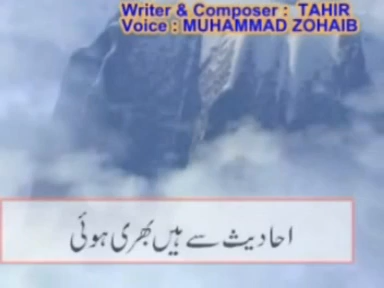 Writer & Composer : TAHIR
Voice : MUHAMMAD ZOHAIB
احادیث سے ہیں بھری ہوئی